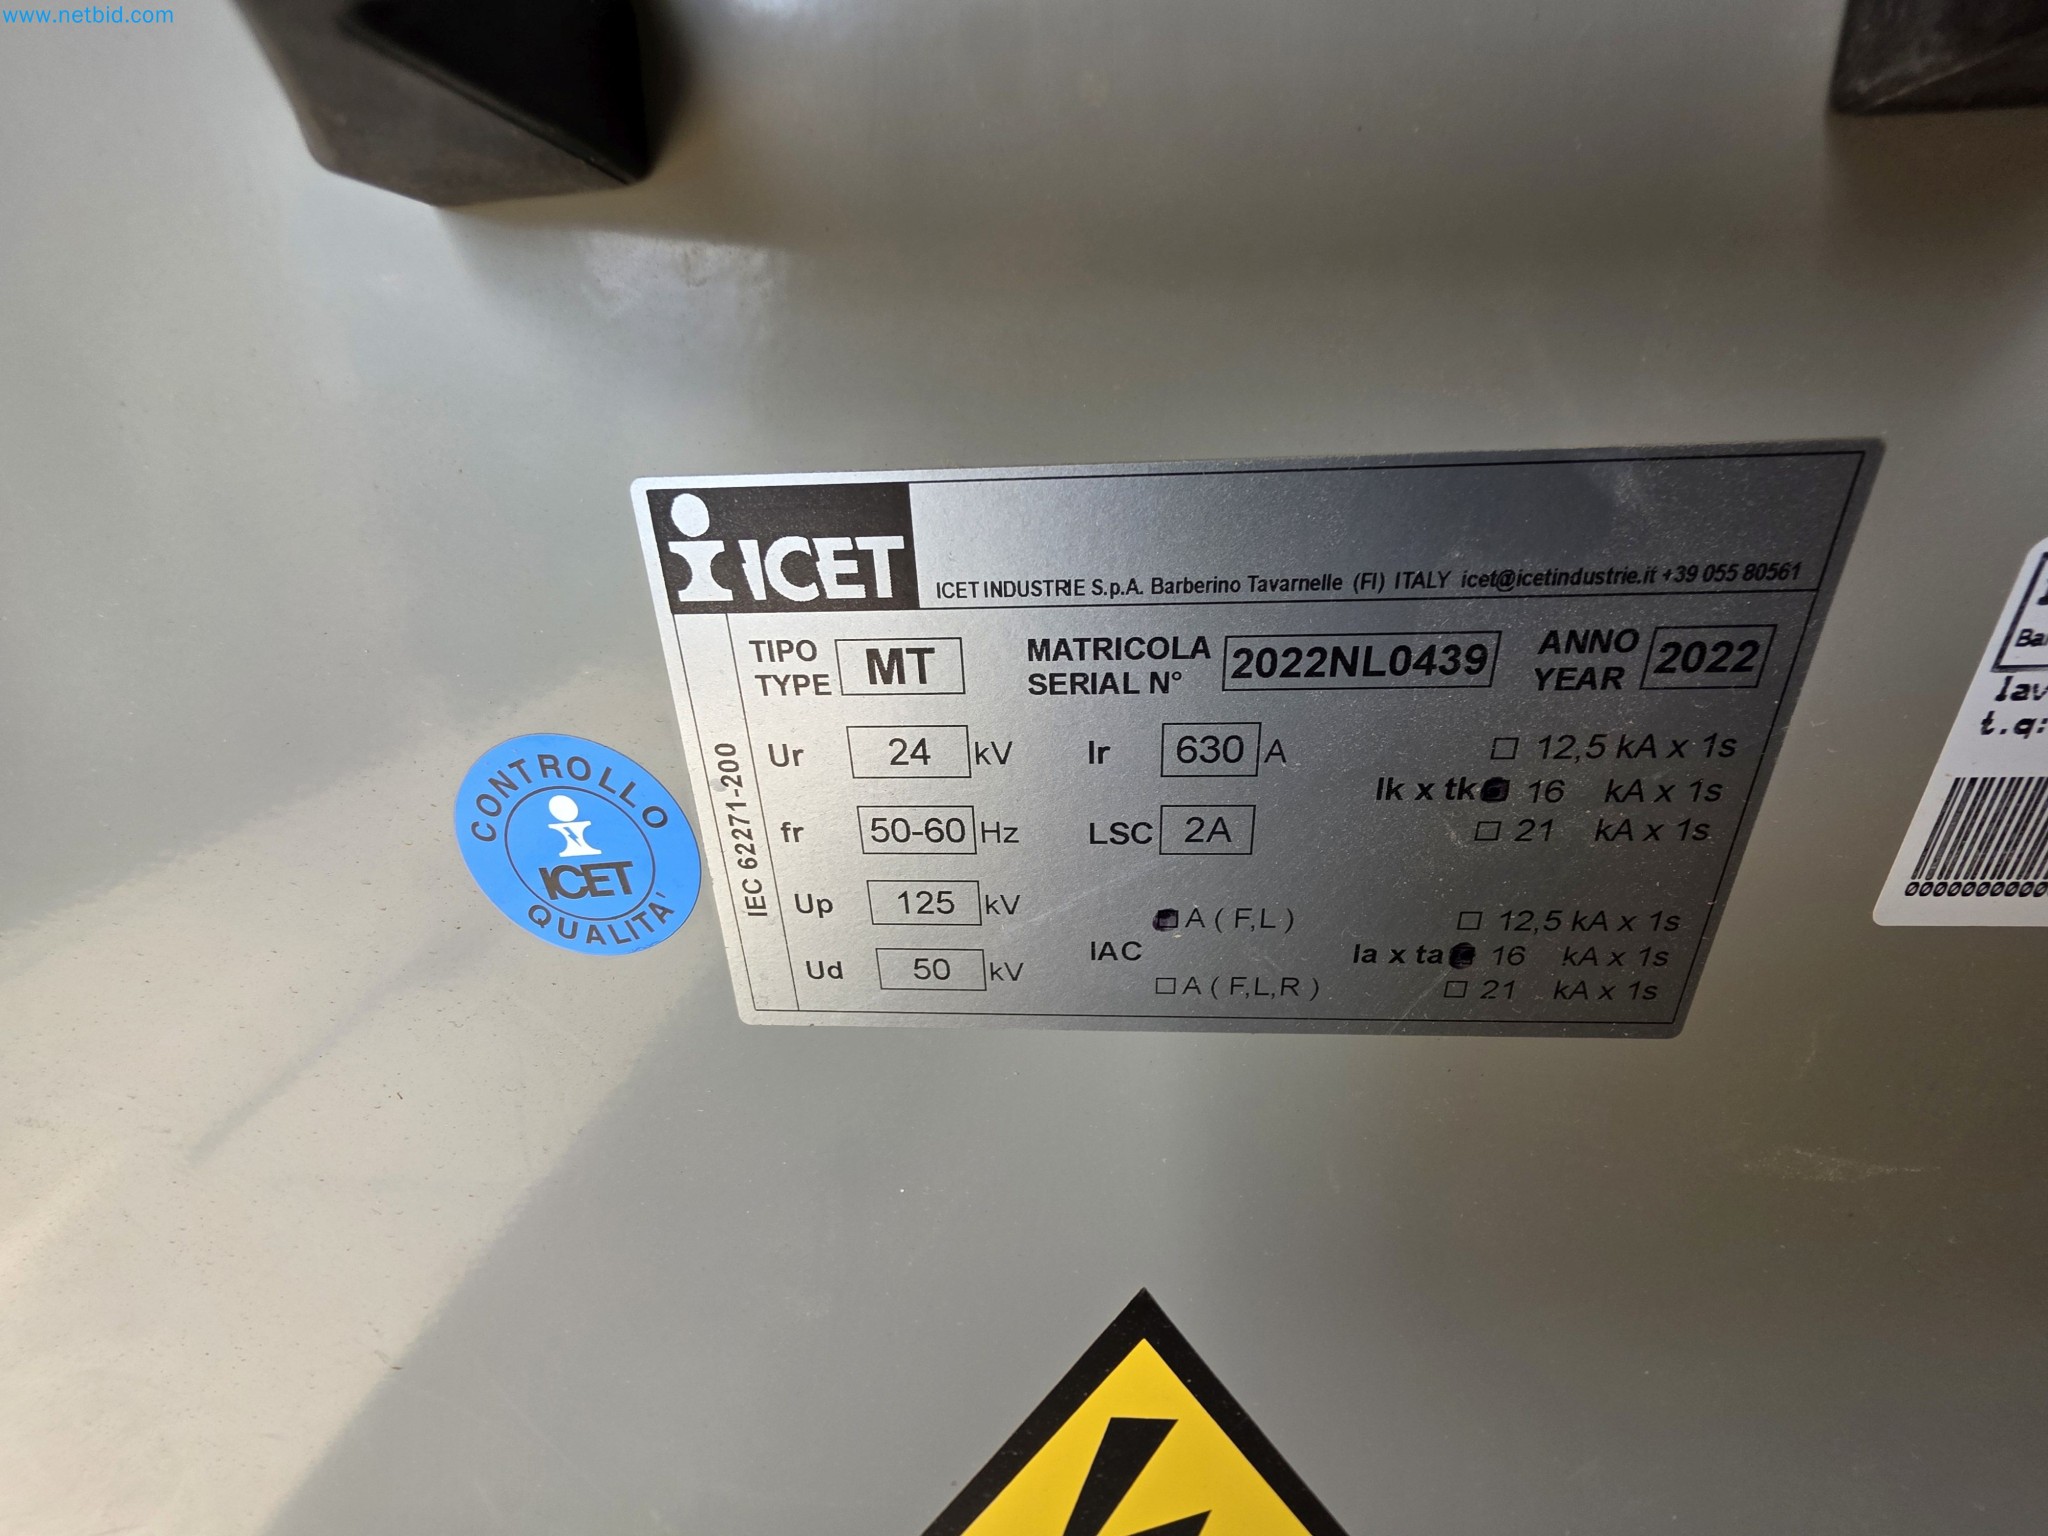 www.netbid.com
ICET
ICET INDUSTRIE S.p.A. Barberino Tavarnelle (FI) ITALY icet@icetindustrie.it +39 055 80561
TIPO
TYPE
MT
MATRICOLA
SERIAL N°
2022NL0439
ANNO
YEAR
2022
IEC 62271-200
Ur 24 kV
Ir 630 A
fr 50-60 Hz
LSC 2A
Up 125 kV
Ud 50 kV
IAC
A ( F,L )
A ( F,L,R )
Ik x tk
12,5 kA x 1s
16 kA x 1s
21 kA x 1s
Ia x ta
12,5 kA x 1s
16 kA x 1s
21 kA x 1s
CONTROLLO
ICET
QUALITA'
t.q: